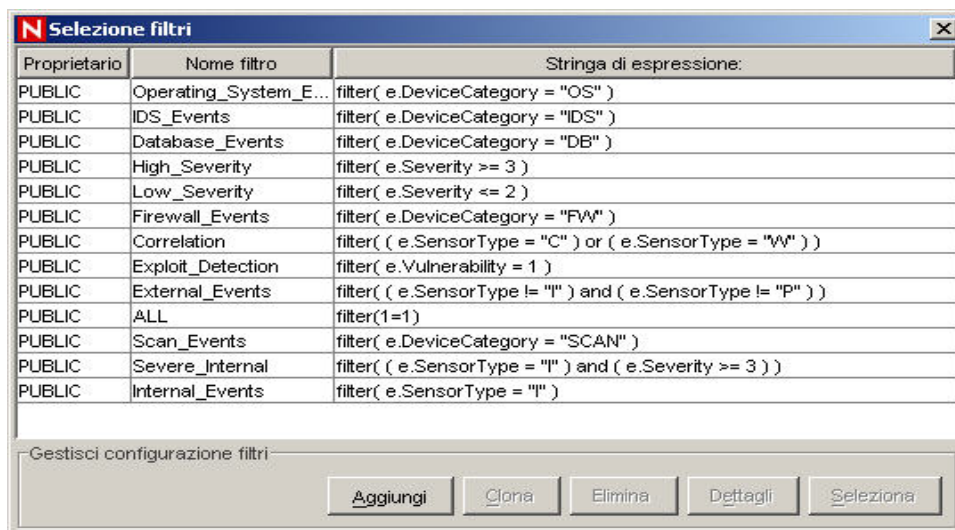 N Selezione filtri
Proprietario Nome filtro Stringa di espressione:
PUBLIC Operating_System_E... filter( e.DeviceCategory = "OS" )
PUBLIC IDS_Events filter( e.DeviceCategory = "IDS" )
PUBLIC Database_Events filter( e.DeviceCategory = "DB" )
PUBLIC High_Severity filter( e.Severity >= 3 )
PUBLIC Low_Severity filter( e.Severity <= 2 )
PUBLIC Firewall_Events filter( e.DeviceCategory = "FW" )
PUBLIC Correlation filter( ( e.SensorType = "C" ) or ( e.SensorType = "W" ) )
PUBLIC Exploit_Detection filter( e.Vulnerability = 1 )
PUBLIC External_Events filter( ( e.SensorType != "I" ) and ( e.SensorType != "P" ) )
PUBLIC ALL filter(1=1)
PUBLIC Scan_Events filter( e.DeviceCategory = "SCAN" )
PUBLIC Severe_Internal filter( ( e.SensorType = "I" ) and ( e.Severity >= 3 ) )
PUBLIC Internal_Events filter( e.SensorType = "I" )
Gestisci configurazione filtri
Aggiungi Clona Elimina Dettagli Seleziona